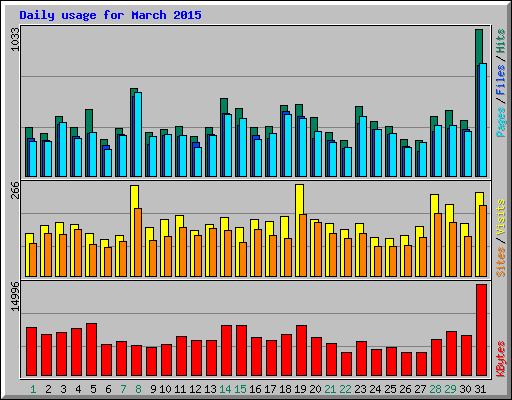 Daily usage for March 2015
1033
Pages / Files / Hits
266
Sites / Visits
14996
KBytes
1 2 3 4 5 6 7 8 9 10 11 12 13 14 15 16 17 18 19 20 21 22 23 24 25 26 27 28 29 30 31